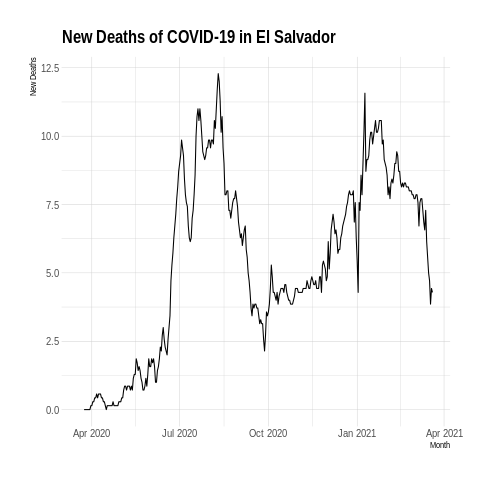 New Deaths of COVID-19 in El Salvador
New Deaths
12.5
10.0
7.5
5.0
2.5
0.0
Apr 2020
Jul 2020
Oct 2020
Jan 2021
Apr 2021
Month